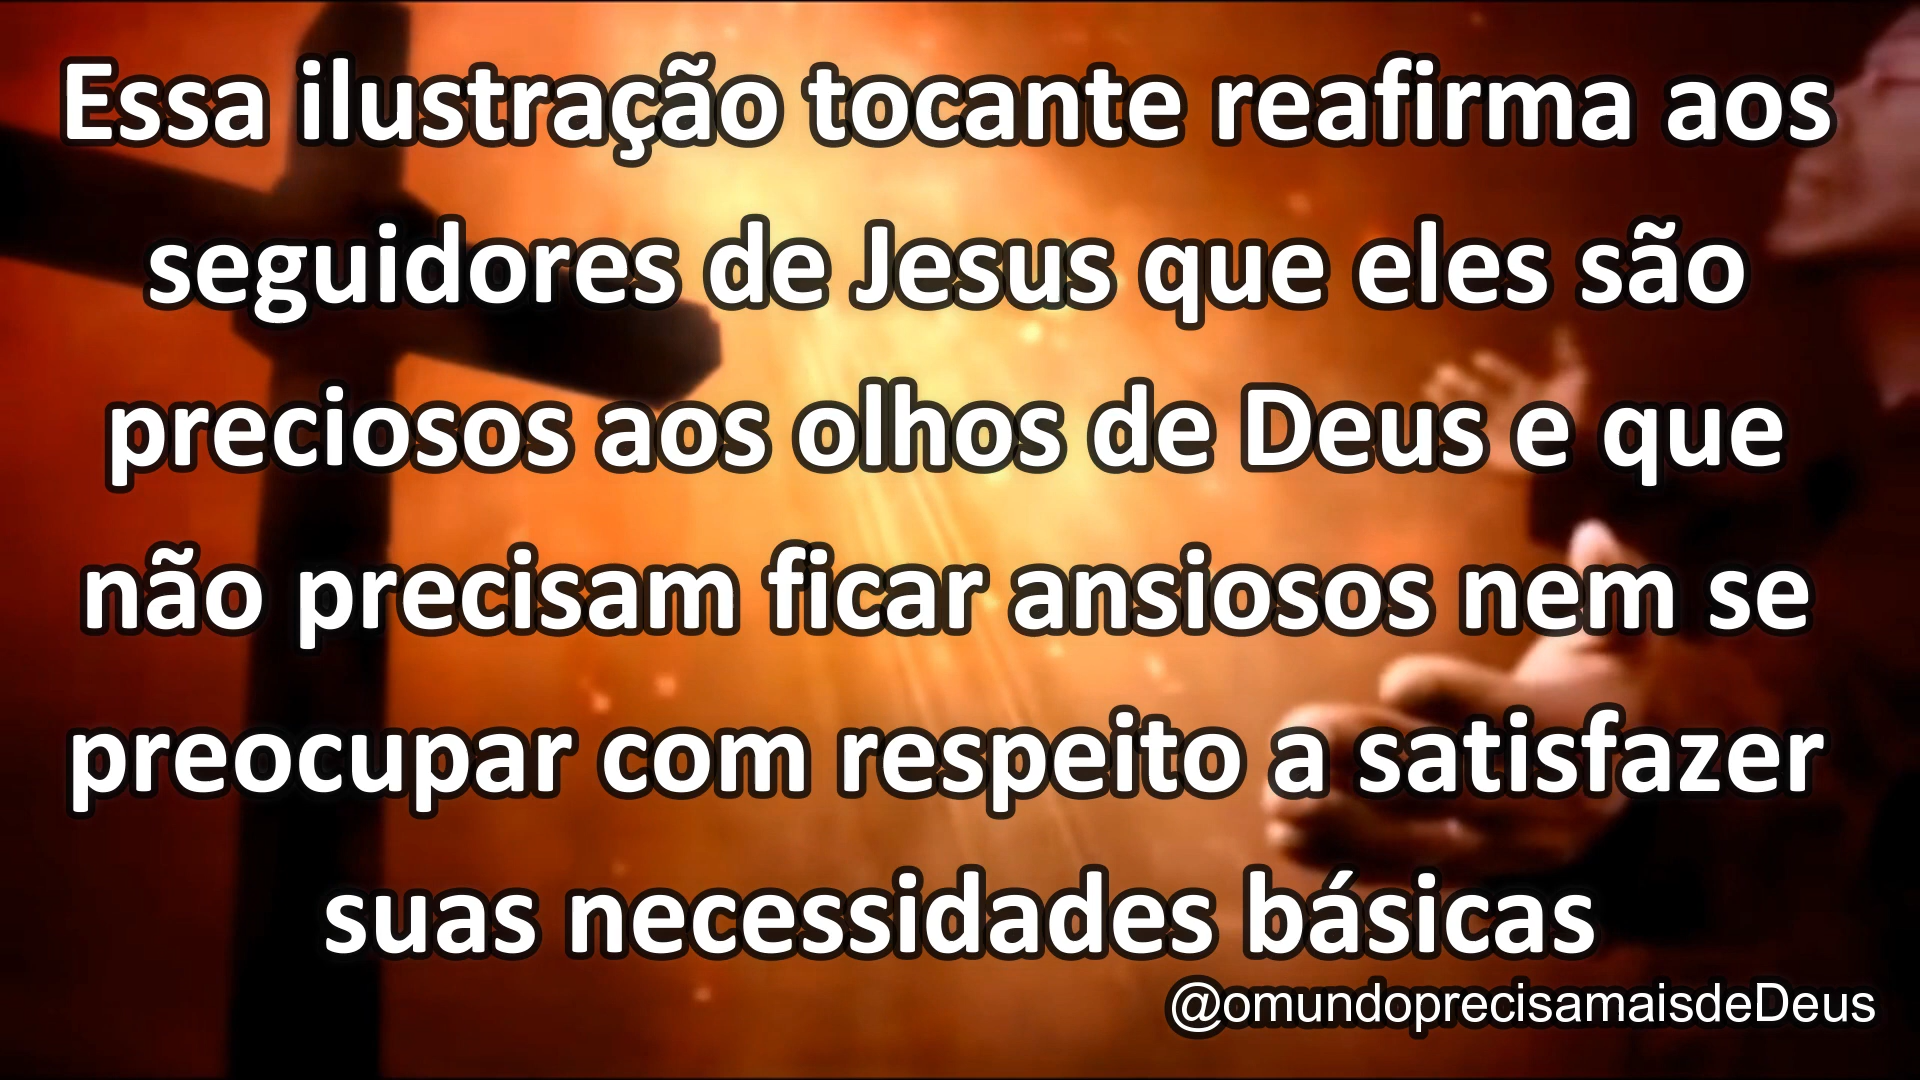 Essa ilustração tocante reafirma aos
seguidores de Jesus que eles são
preciosos aos olhos de Deus e que
não precisam ficar ansiosos nem se
preocupar com respeito a satisfazer
suas necessidades básicas
@omundoprecisamaisdeDeus